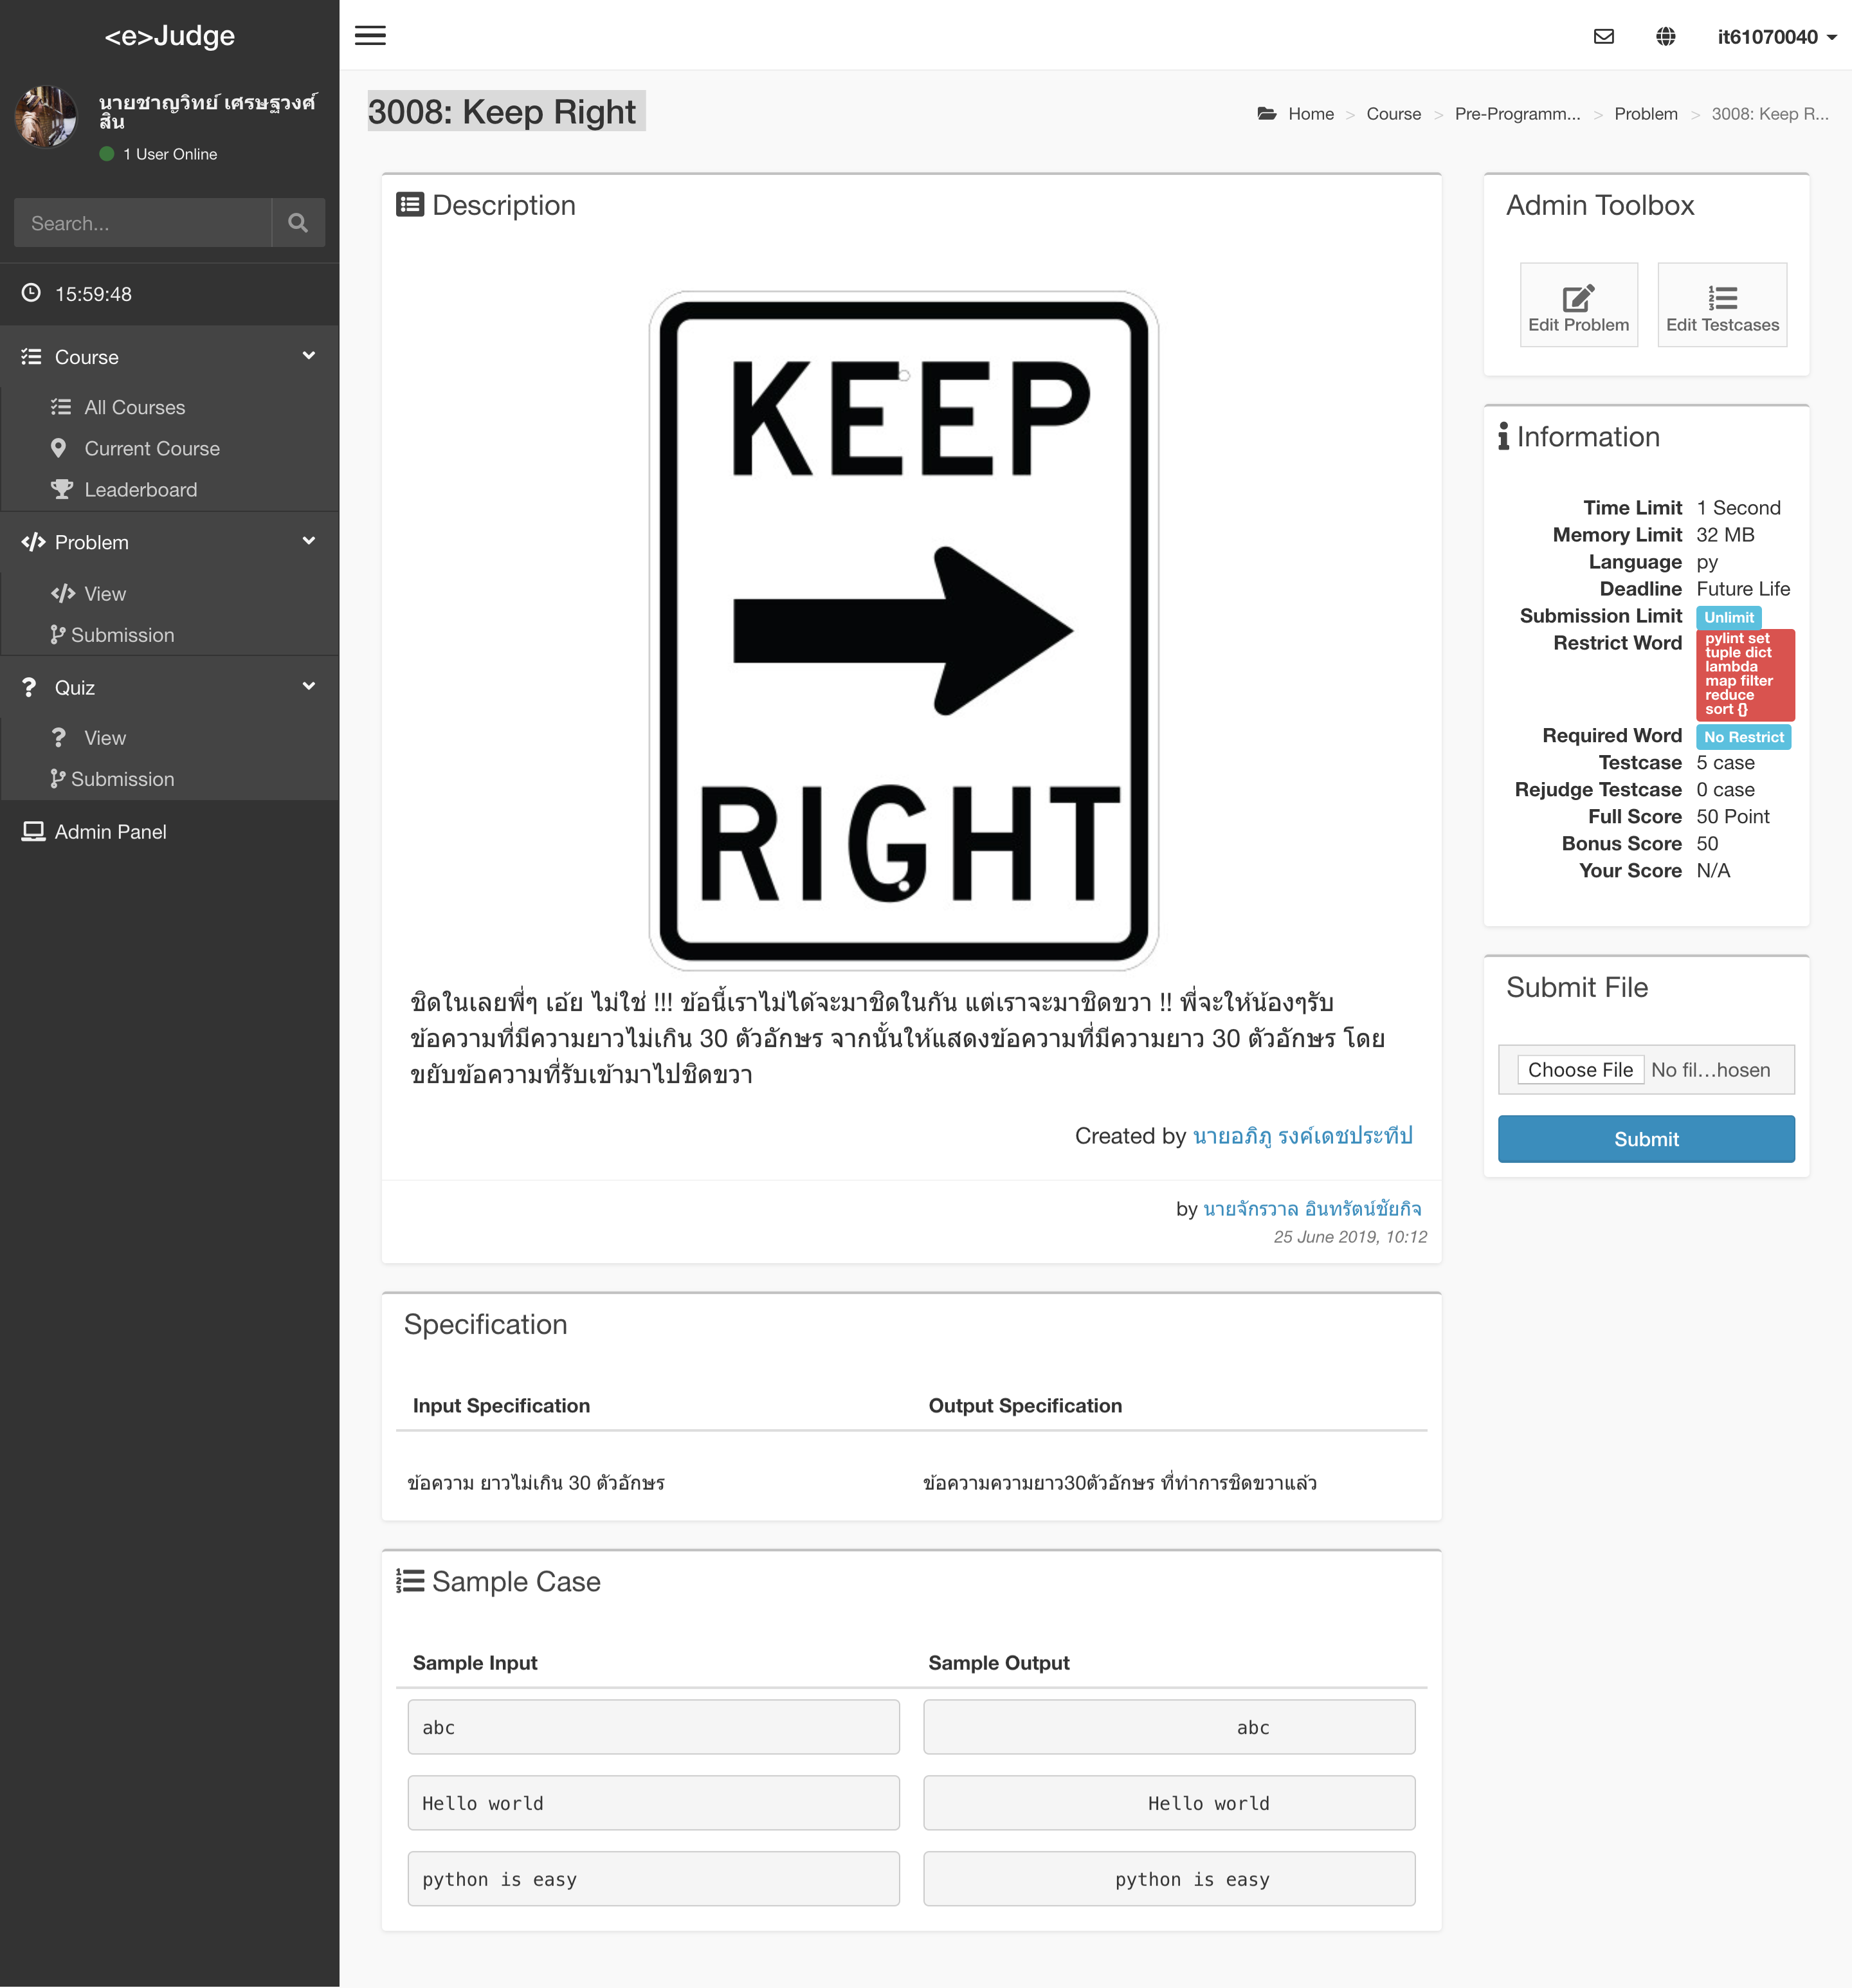 <e>Judge
it61070040
นายชาญวิทย์ เศรษฐวงศ์
สิน
1 User Online
Search...
15:59:48
Course
All Courses
Current Course
Leaderboard
Problem
View
Submission
Quiz
View
Submission
Admin Panel
3008: Keep Right
Home > Course > Pre-Programm... > Problem > 3008: Keep R...
Description
KEEP
RIGHT
ชิดในเลยพี่ๆ เอ้ย ไม่ใช่ !!! ข้อนี้เราไม่ได้จะมาชิดในกัน แต่เราจะมาชิดขวา !! พี่จะให้น้องๆรับ
ข้อความที่มีความยาวไม่เกิน 30 ตัวอักษร จากนั้นให้แสดงข้อความที่มีความยาว 30 ตัวอักษร โดย
ขยับข้อความที่รับเข้ามาไปชิดขวา
Created by นายอภิภู รงค์เดชประทีป
by นายจักรวาล อินทรัตน์ชัยกิจ
25 June 2019, 10:12
Specification
Input Specification Output Specification
ข้อความ ยาวไม่เกิน 30 ตัวอักษร ข้อความความยาว30ตัวอักษร ที่ทำการชิดขวาแล้ว
1 2 3 Sample Case
Sample Input Sample Output
abc abc
Hello world Hello world
python is easy python is easy
Admin Toolbox
Edit Problem 1 2 3 Edit Testcases
Information
Time Limit 1 Second
Memory Limit 32 MB
Language py
Deadline Future Life
Submission Limit Unlimit
Restrict Word pylint set
tuple dict
lambda
map filter
reduce
sort {}
Required Word No Restrict
Testcase 5 case
Rejudge Testcase 0 case
Full Score 50 Point
Bonus Score 50
Your Score N/A
Submit File
Choose File No fil...hosen
Submit